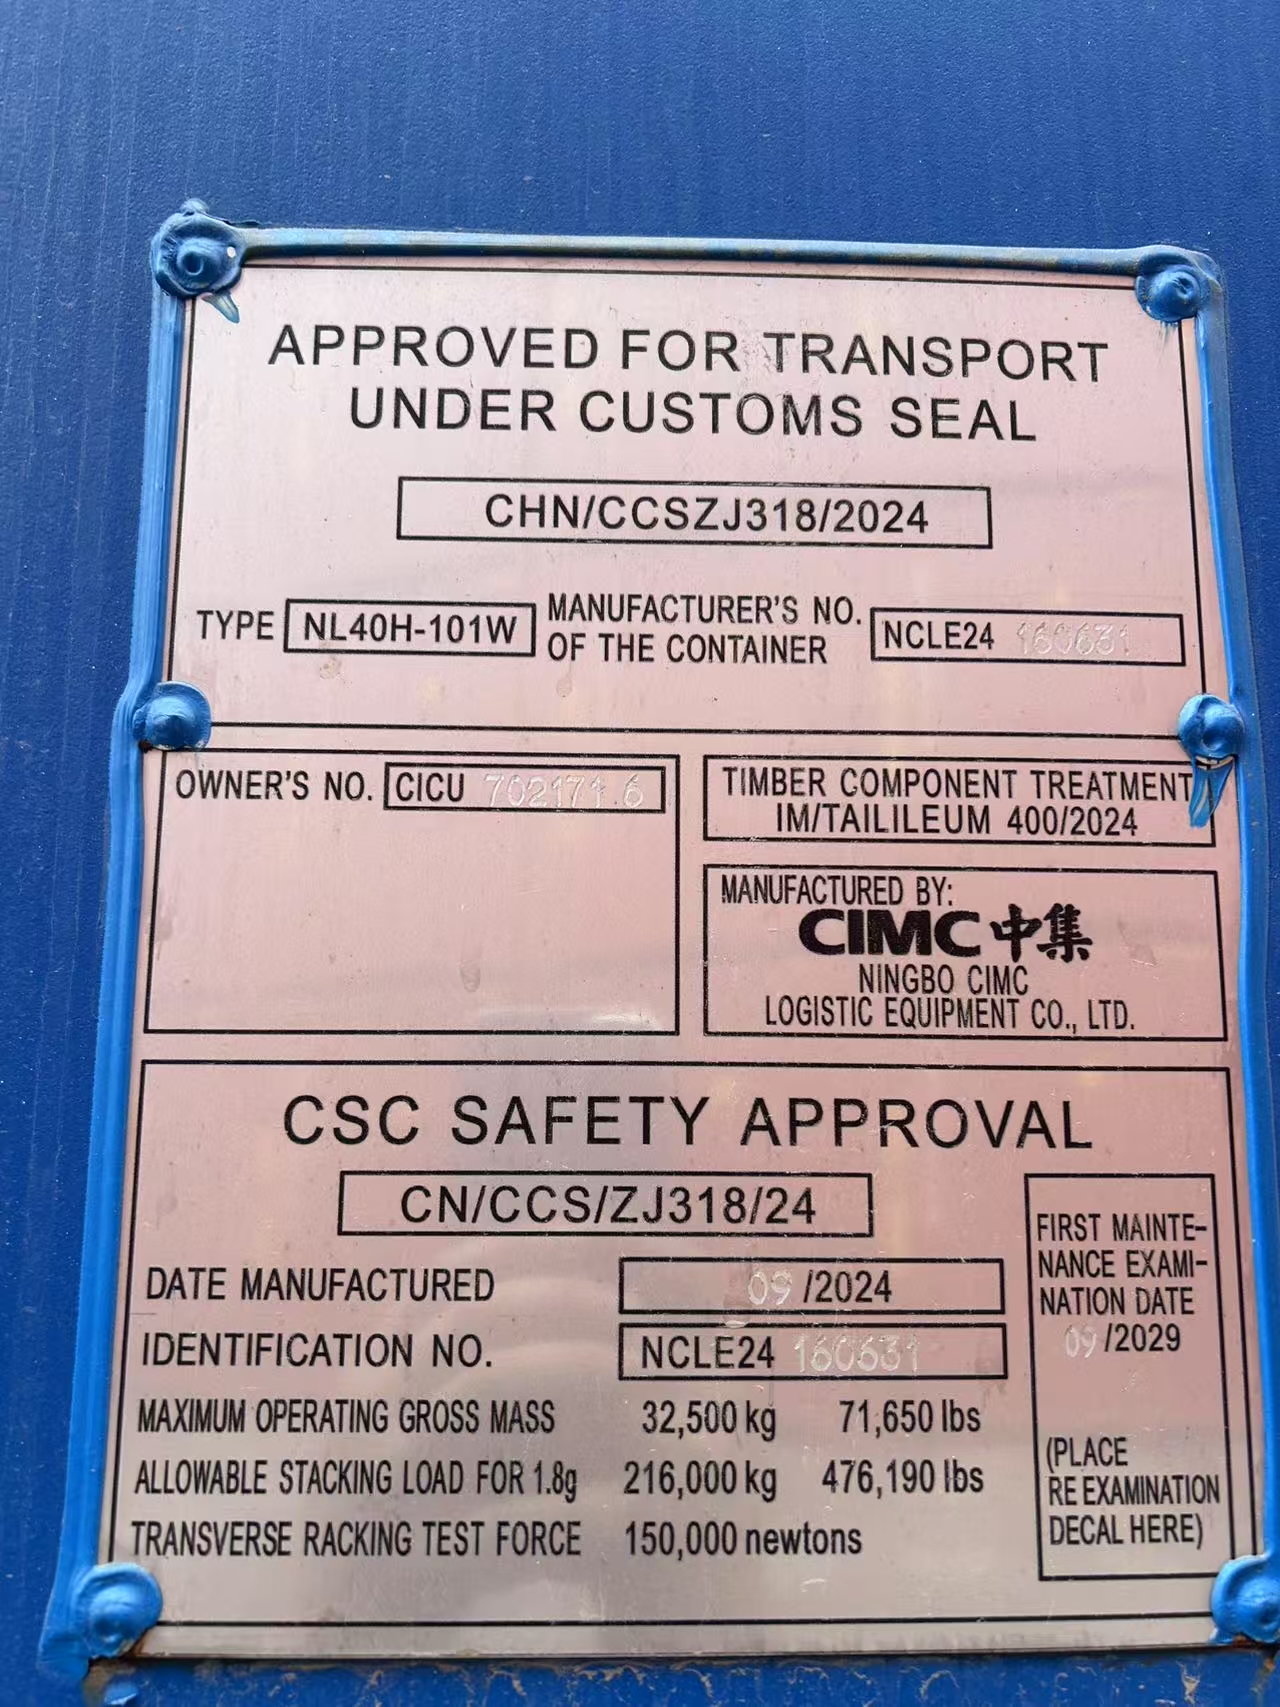 APPROVED FOR TRANSPORT
UNDER CUSTOMS SEAL
CHN/CCSZJ318/2024
TYPE NL40H-101W
MANUFACTURER'S NO.
OF THE CONTAINER
NCLE24 160631
OWNER'S NO. CICU 702171.6
TIMBER COMPONENT TREATMENT
IM/TAILILEUM 400/2024
MANUFACTURED BY:
CIMC中集
NINGBO CIMC
LOGISTIC EQUIPMENT CO., LTD.
CSC SAFETY APPROVAL
CN/CCS/ZJ318/24
DATE MANUFACTURED 09/2024
IDENTIFICATION NO. NCLE24 160631
MAXIMUM OPERATING GROSS MASS 32,500 kg 71,650 lbs
ALLOWABLE STACKING LOAD FOR 1.8g 216,000 kg 476,190 lbs
TRANSVERSE RACKING TEST FORCE 150,000 newtons
FIRST MAINTE-
NANCE EXAMI-
NATION DATE
09/2029
(PLACE
RE EXAMINATION
DECAL HERE)